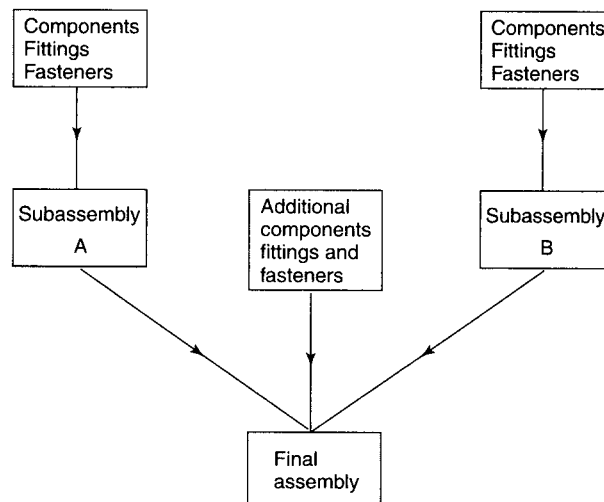 Components
Fittings
Fasteners
Components
Fittings
Fasteners
Subassembly
A
Additional
components
fittings and
fasteners
Subassembly
B
Final
assembly